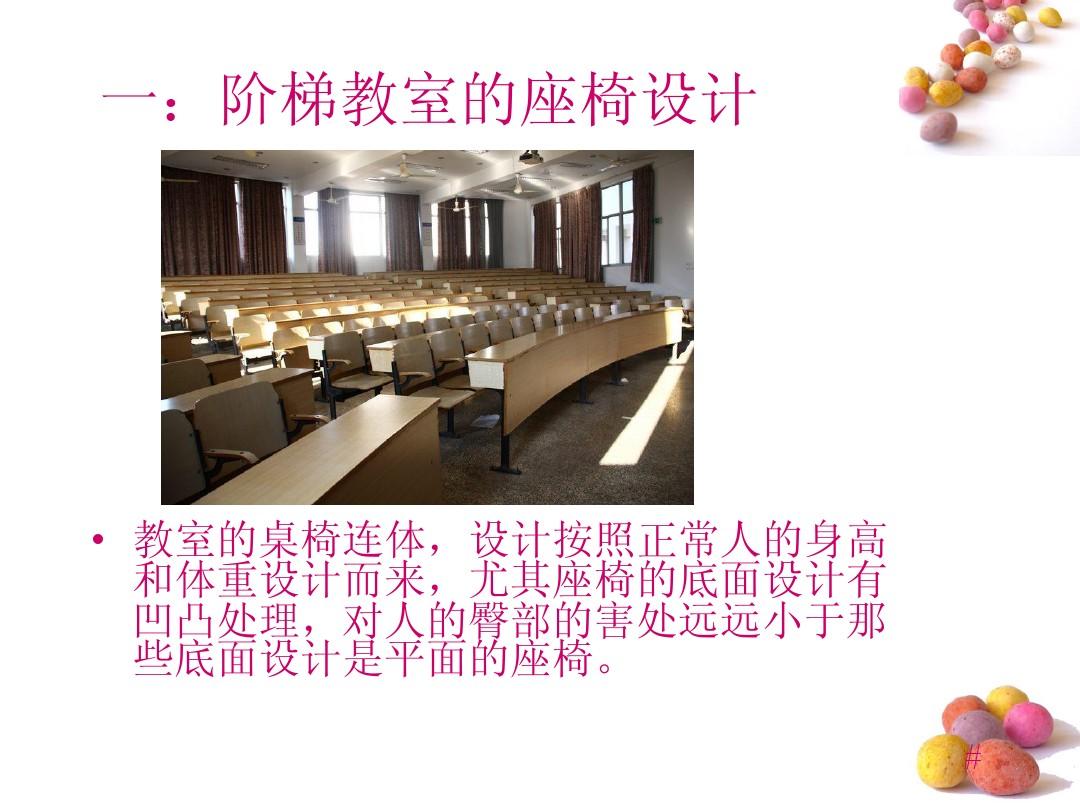 一：阶梯教室的座椅设计
• 教室的桌椅连体，设计按照正常人的身高
和体重设计而来，尤其座椅的底面设计有
凹凸处理，对人的臀部的害处远远小于那
些底面设计是平面的座椅。
#